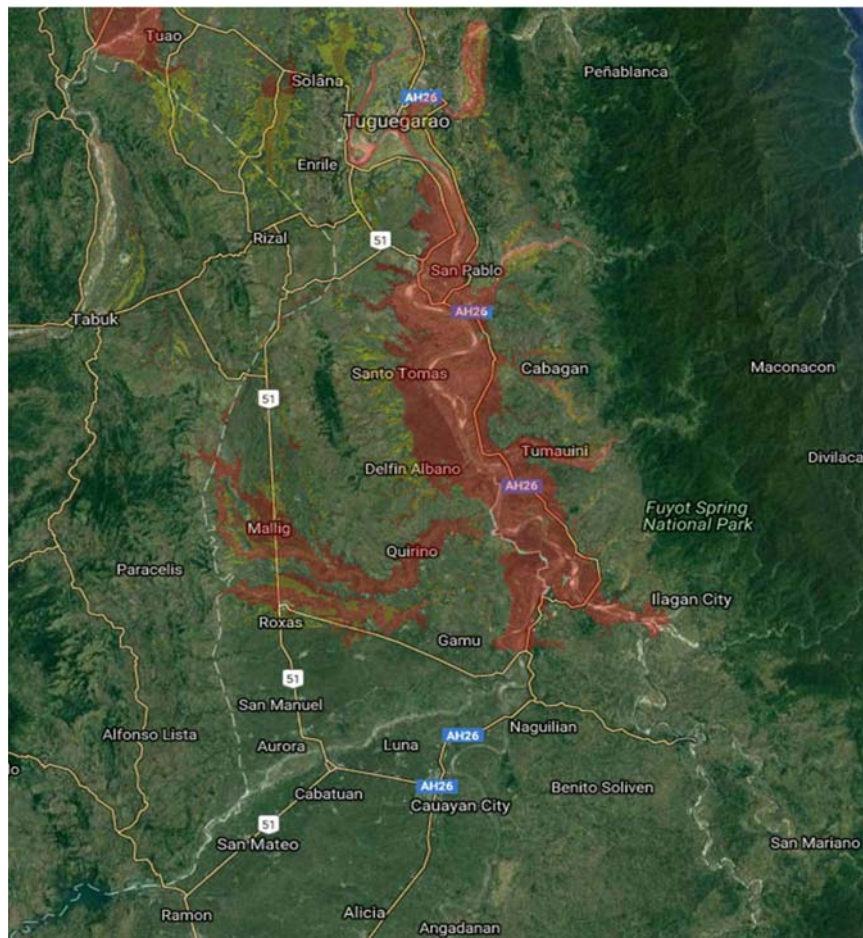 Tuao
Peñablanca
Solana
AH26
Tuguegarao
Enrile
Rizal
51
San Pablo
AH26
Tabuk
Santo Tomas
Cabagan
Maconacon
51
Tumauini
Divilaca
Delfin Albano
AH26
Fuyot Spring
National Park
Mallig
Quirino
Paracelis
Ilagan City
Roxas
Gamu
51
San Manuel
Naguilian
Alfonso Lista
Aurora
Luna
AH26
lo
Cabatuan
AH26
Benito Soliven
Cauayan City
51
San Mateo
San Mariano
Ramon
Alicia
Angadanan